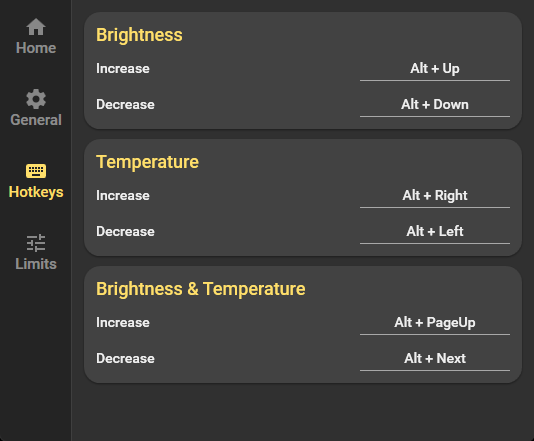 Home
General
Hotkeys
Limits
Brightness
Increase Alt + Up
Decrease Alt + Down
Temperature
Increase Alt + Right
Decrease Alt + Left
Brightness & Temperature
Increase Alt + PageUp
Decrease Alt + Next